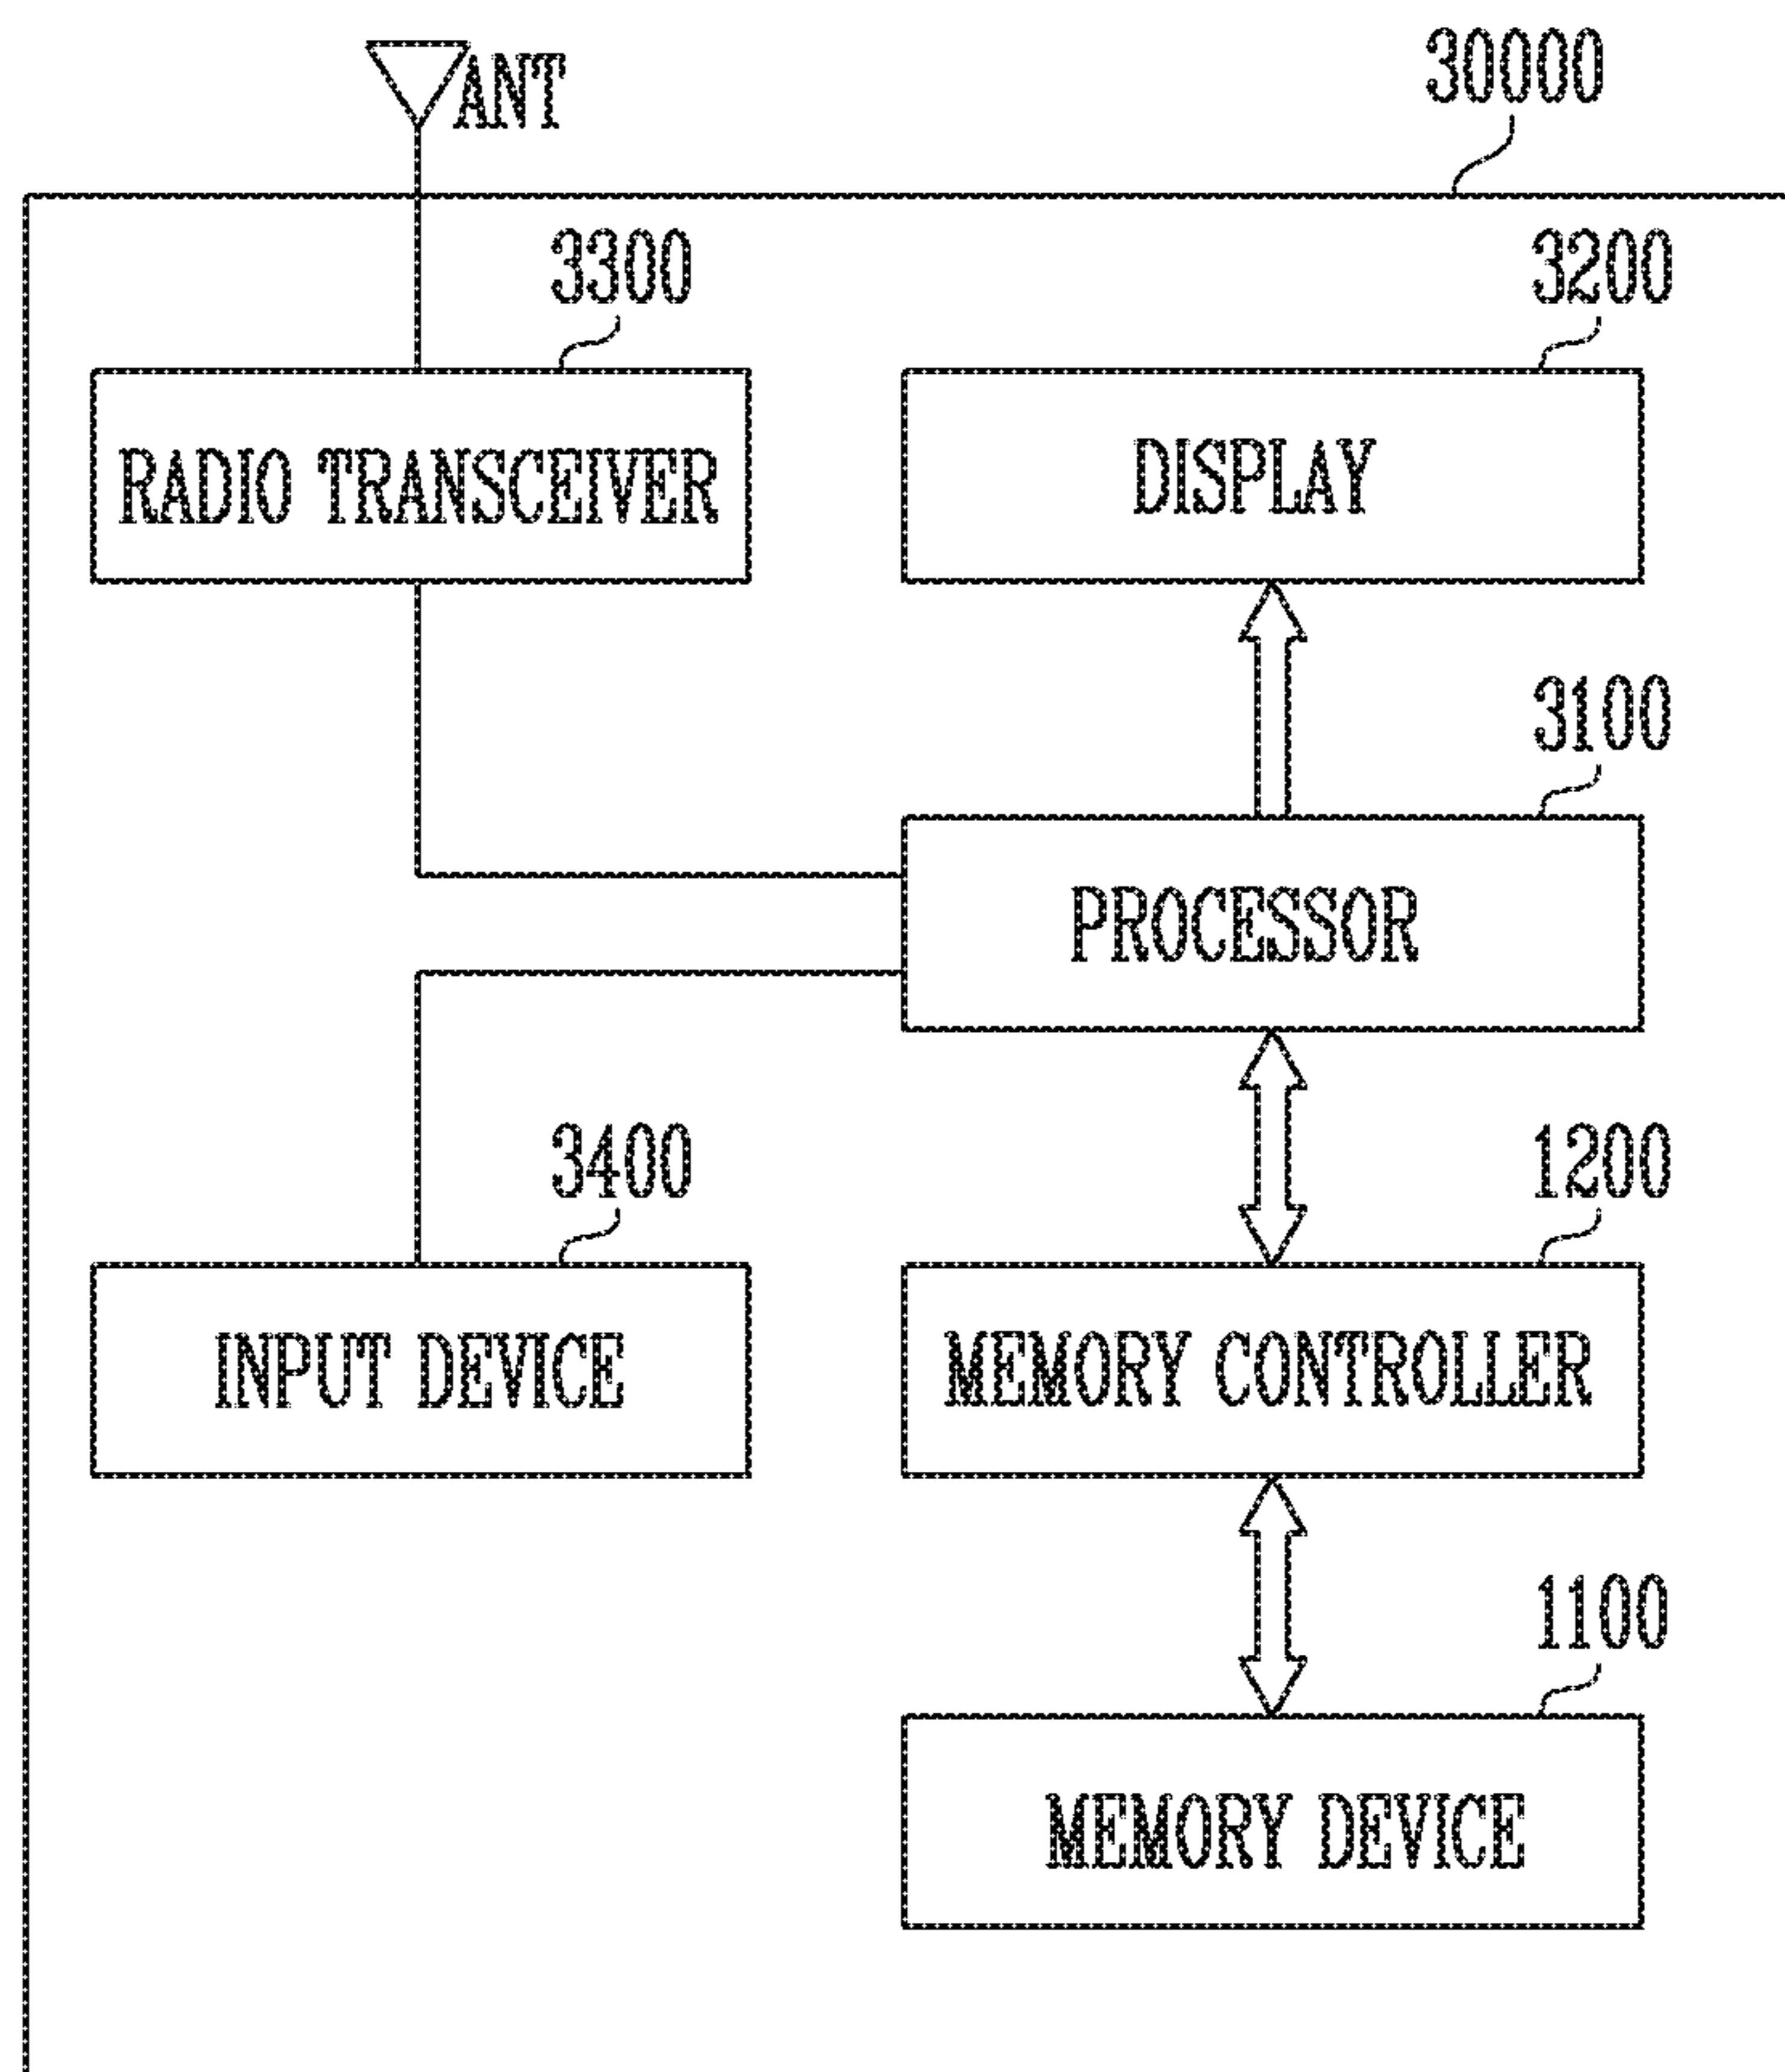 ANT
30000
3300
3200
RADIO TRANSCEIVER
DISPLAY
3100
PROCESSOR
3400
1200
INPUT DEVICE
MEMORY CONTROLLER
1100
MEMORY DEVICE